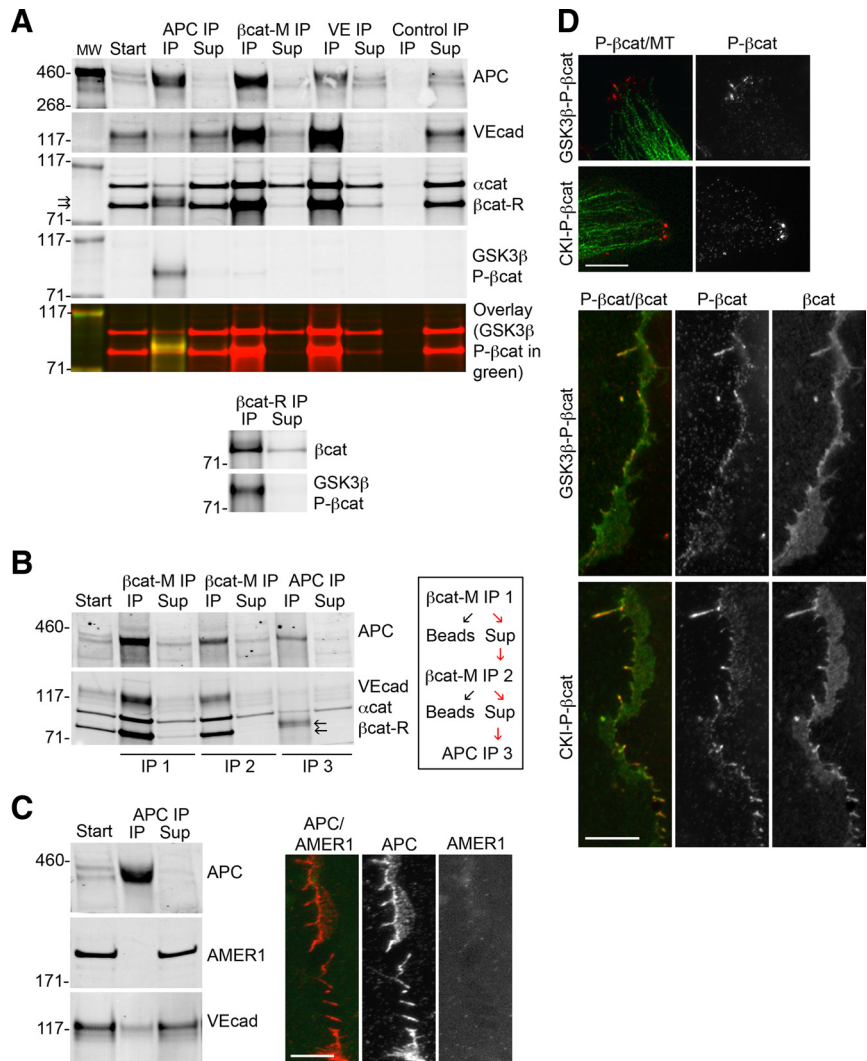 A
APC IP βcat-M IP VE IP Control IP
MW Start IP Sup IP Sup IP Sup IP Sup
460-
268-
APC
117-
VEcad
117-
71-
αcat
βcat-R
117-
71-
GSK3β
P-βcat
117-
71-
Overlay
(GSK3β
P-βcat in
green)
βcat-R IP
IP Sup
71-
βcat
71-
GSK3β
P-βcat
B
βcat-M IP βcat-M IP APC IP
Start IP Sup IP Sup IP Sup
460-
APC
117-
71-
VEcad
αcat
βcat-R
IP 1 IP 2 IP 3
βcat-M IP 1
Beads Sup
βcat-M IP 2
Beads Sup
APC IP 3
C
APC IP
Start IP Sup
460-
APC
AMER1
171-
117-
VEcad
APC/
AMER1 APC AMER1
D
P-βcat/MT P-βcat
GSK3β-P-βcat
CKI-P-βcat
P-βcat/βcat P-βcat βcat
GSK3β-P-βcat
CKI-P-βcat